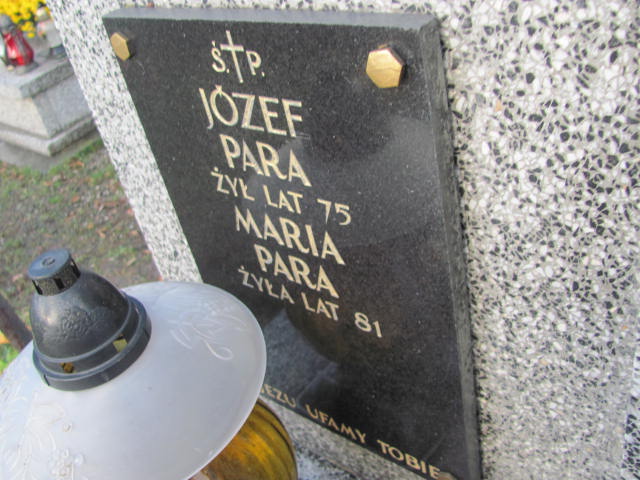 Ś.P.
JÓZEF
PARA
ŻYŁ LAT 75
MARIA
PARA
ŻYŁA LAT 81
UFAMY TOBIE